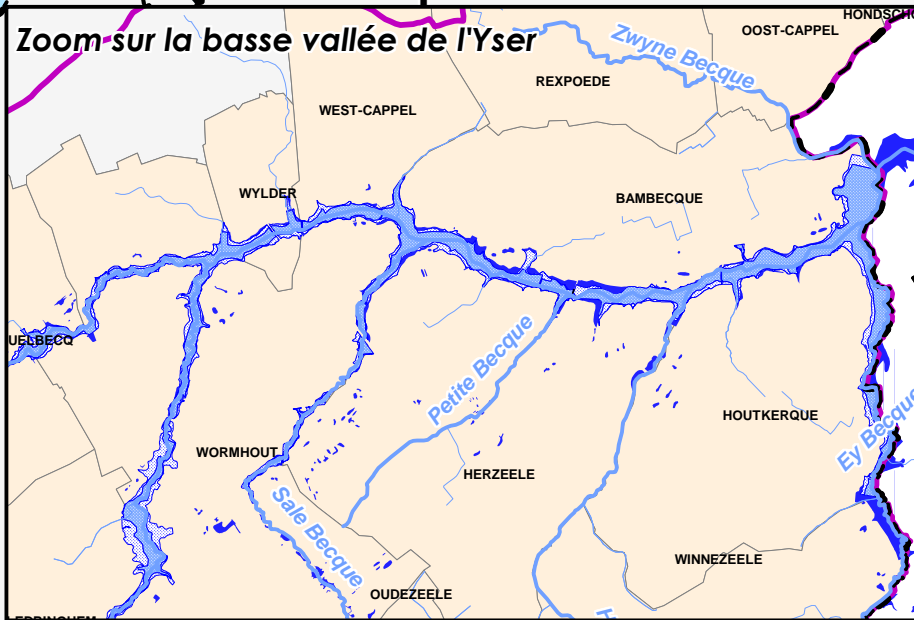 Zoom sur la basse vallée de l'Yser
OOST-CAPPEL
Zwyne Becque
REXPOEDE
WEST-CAPPEL
WYLDER
BAMBECQUE
UELBECQ
Petite Becque
HOUTKERQUE
Ey Becque
WORMHOUT
HERZEELE
Sale Becque
WINNEZEELE
OUDEZEELE